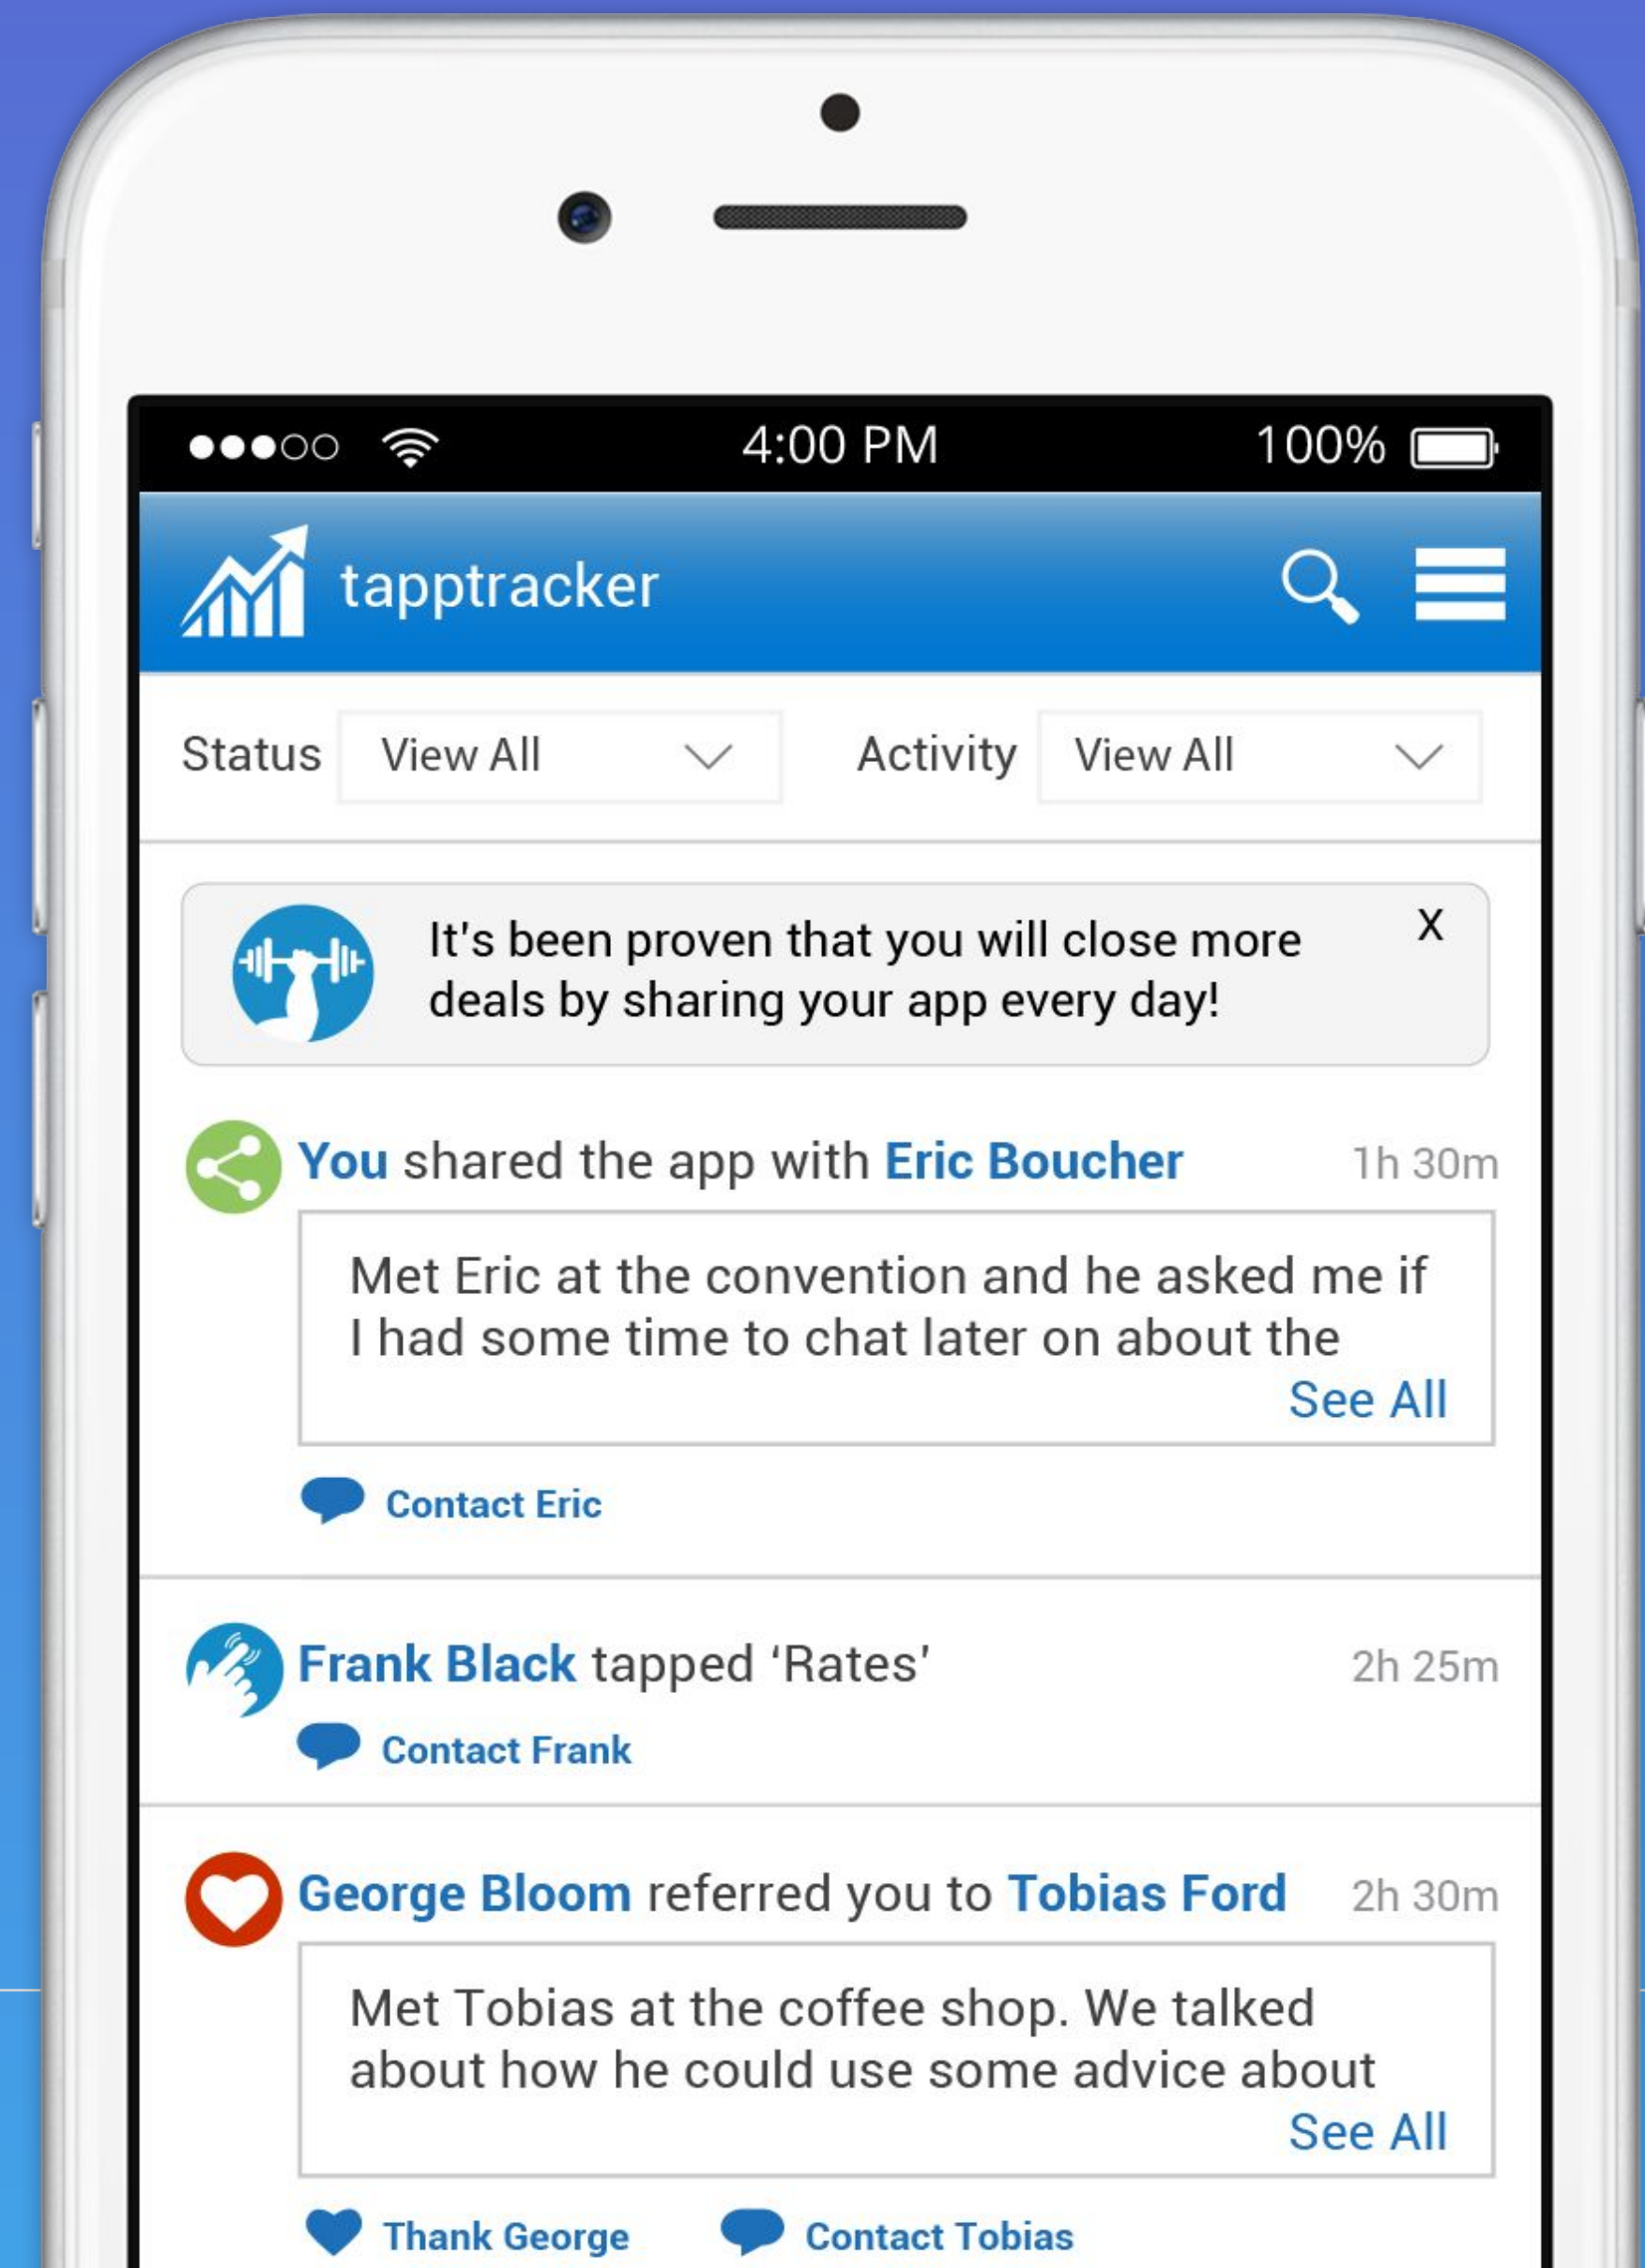 4:00 PM 100%
tapptracker
Status View All Activity View All
It's been proven that you will close more X
deals by sharing your app every day!
You shared the app with Eric Boucher 1h 30m
Met Eric at the convention and he asked me if
I had some time to chat later on about the
See All
Contact Eric
Frank Black tapped ‘Rates’ 2h 25m
Contact Frank
George Bloom referred you to Tobias Ford 2h 30m
Met Tobias at the coffee shop. We talked
about how he could use some advice about
See All
Thank George Contact Tobias